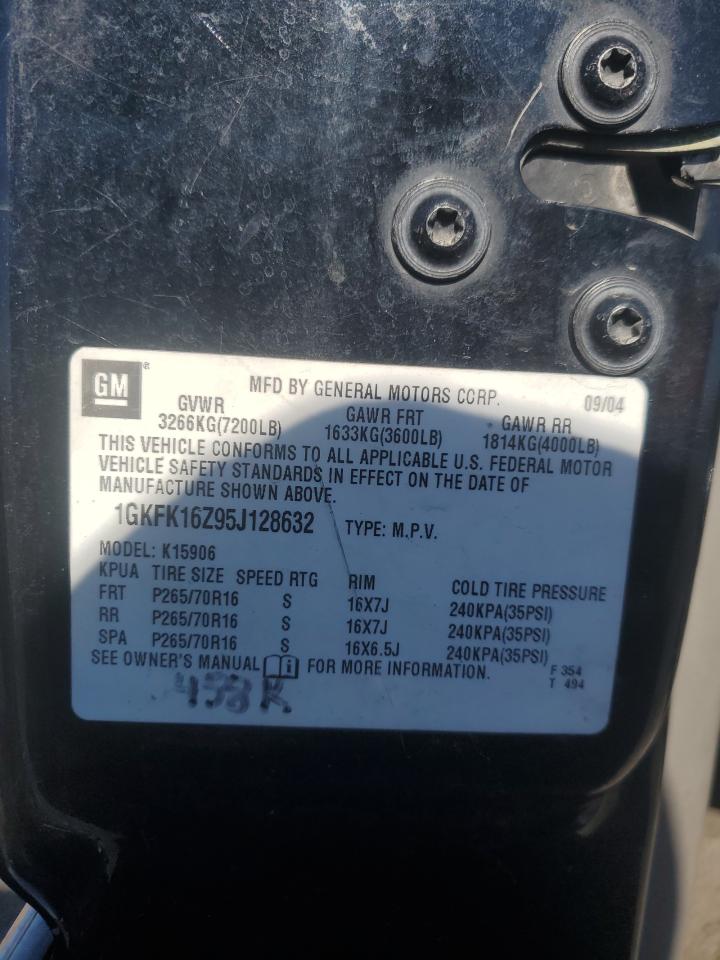 GM ®
MFD BY GENERAL MOTORS CORP. 09/04
GVWR GAWR FRT GAWR RR
3266KG(7200LB) 1633KG(3600LB) 1814KG(4000LB)
THIS VEHICLE CONFORMS TO ALL APPLICABLE U.S. FEDERAL MOTOR
VEHICLE SAFETY STANDARDS IN EFFECT ON THE DATE OF
MANUFACTURE SHOWN ABOVE.
1GKFK16Z95J128632 TYPE: M.P.V.
MODEL: K15906
KPUA TIRE SIZE SPEED RTG RIM COLD TIRE PRESSURE
FRT P265/70R16 S 16X7J 240KPA(35PSI)
RR P265/70R16 S 16X7J 240KPA(35PSI)
SPA P265/70R16 S 16X6.5J 240KPA(35PSI)
SEE OWNER'S MANUAL i FOR MORE INFORMATION.
F 354
T 494